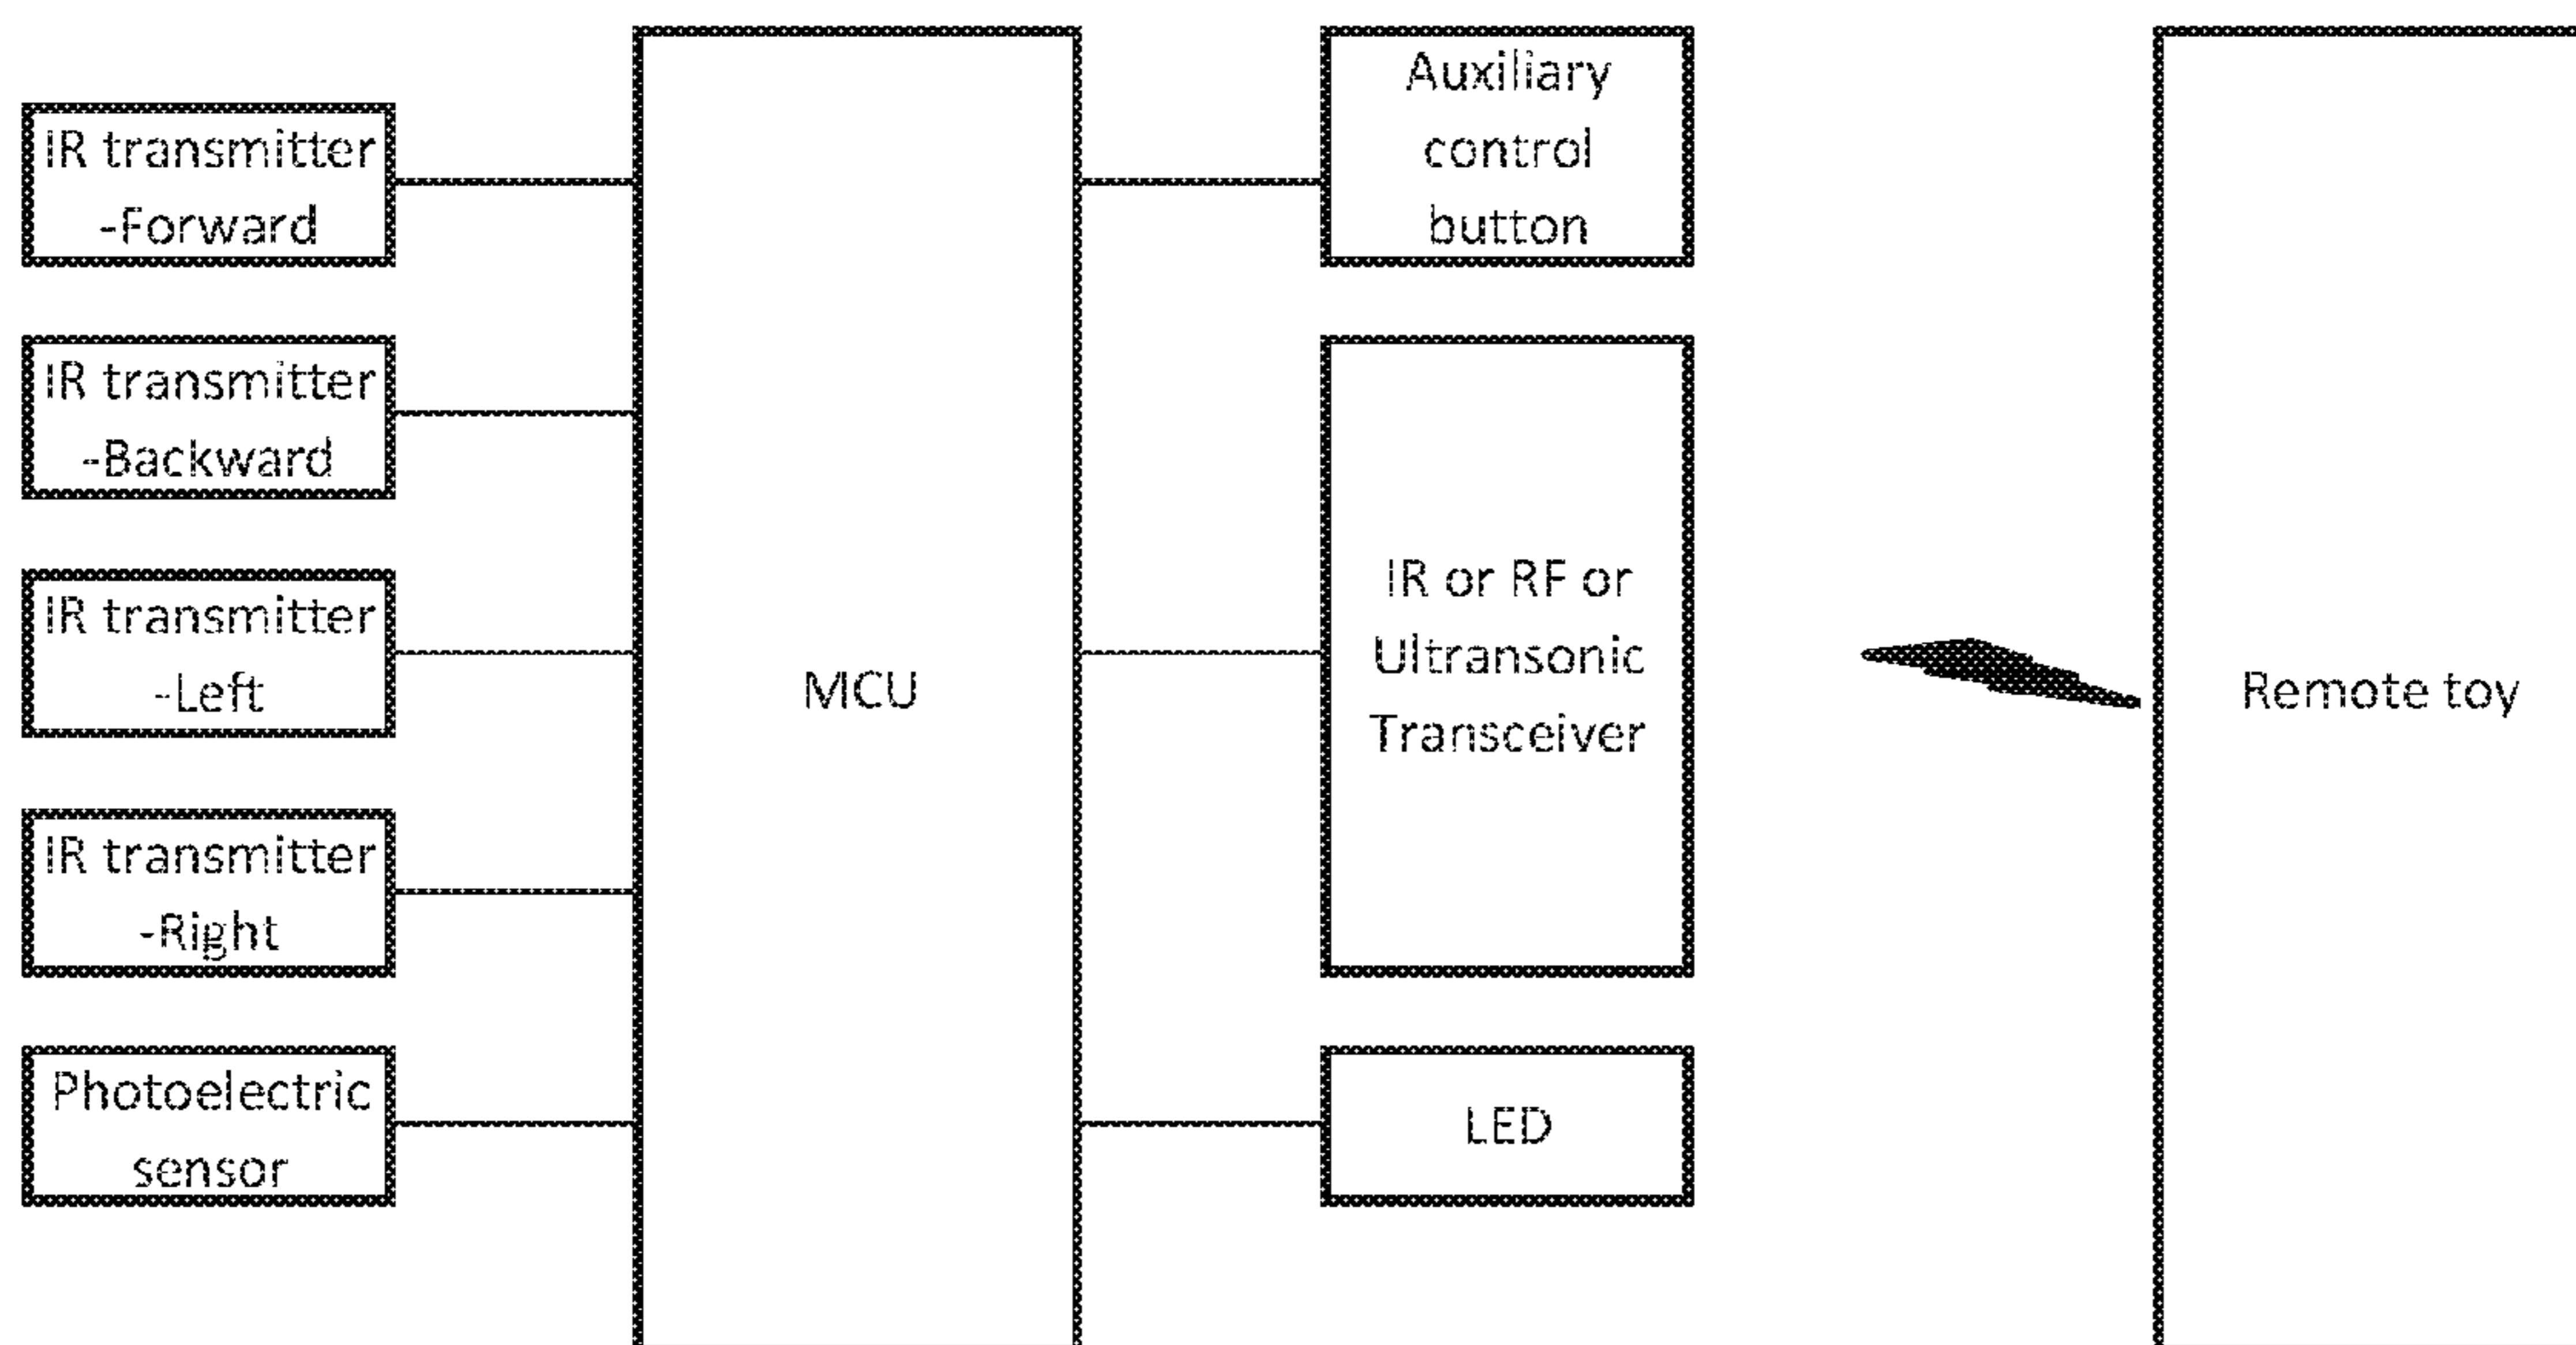 IR transmitter
-Forward
IR transmitter
-Backward
IR transmitter
-Left
IR transmitter
-Right
Photoelectric
sensor
MCU
Auxiliary
control
button
IR or RF or
Ultransonic
Transceiver
LED
Remote toy